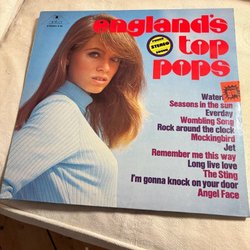 england's
top
pops
STEREO
Water
Seasons in the sun
Everday
Wombling Song
Rock around the clock
Mockingbird
Jet
Remember me this way
Long live love
The Sting
I'm gonna knock on your door
Angel Face